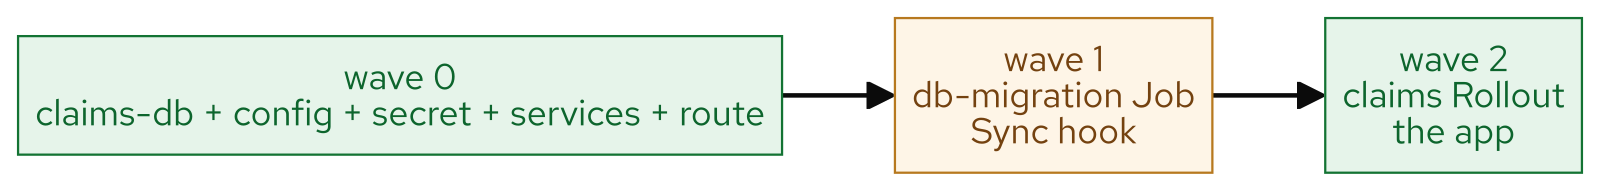 wave 0
claims-db + config + secret + services + route
wave 1
db-migration Job
Sync hook
wave 2
claims Rollout
the app